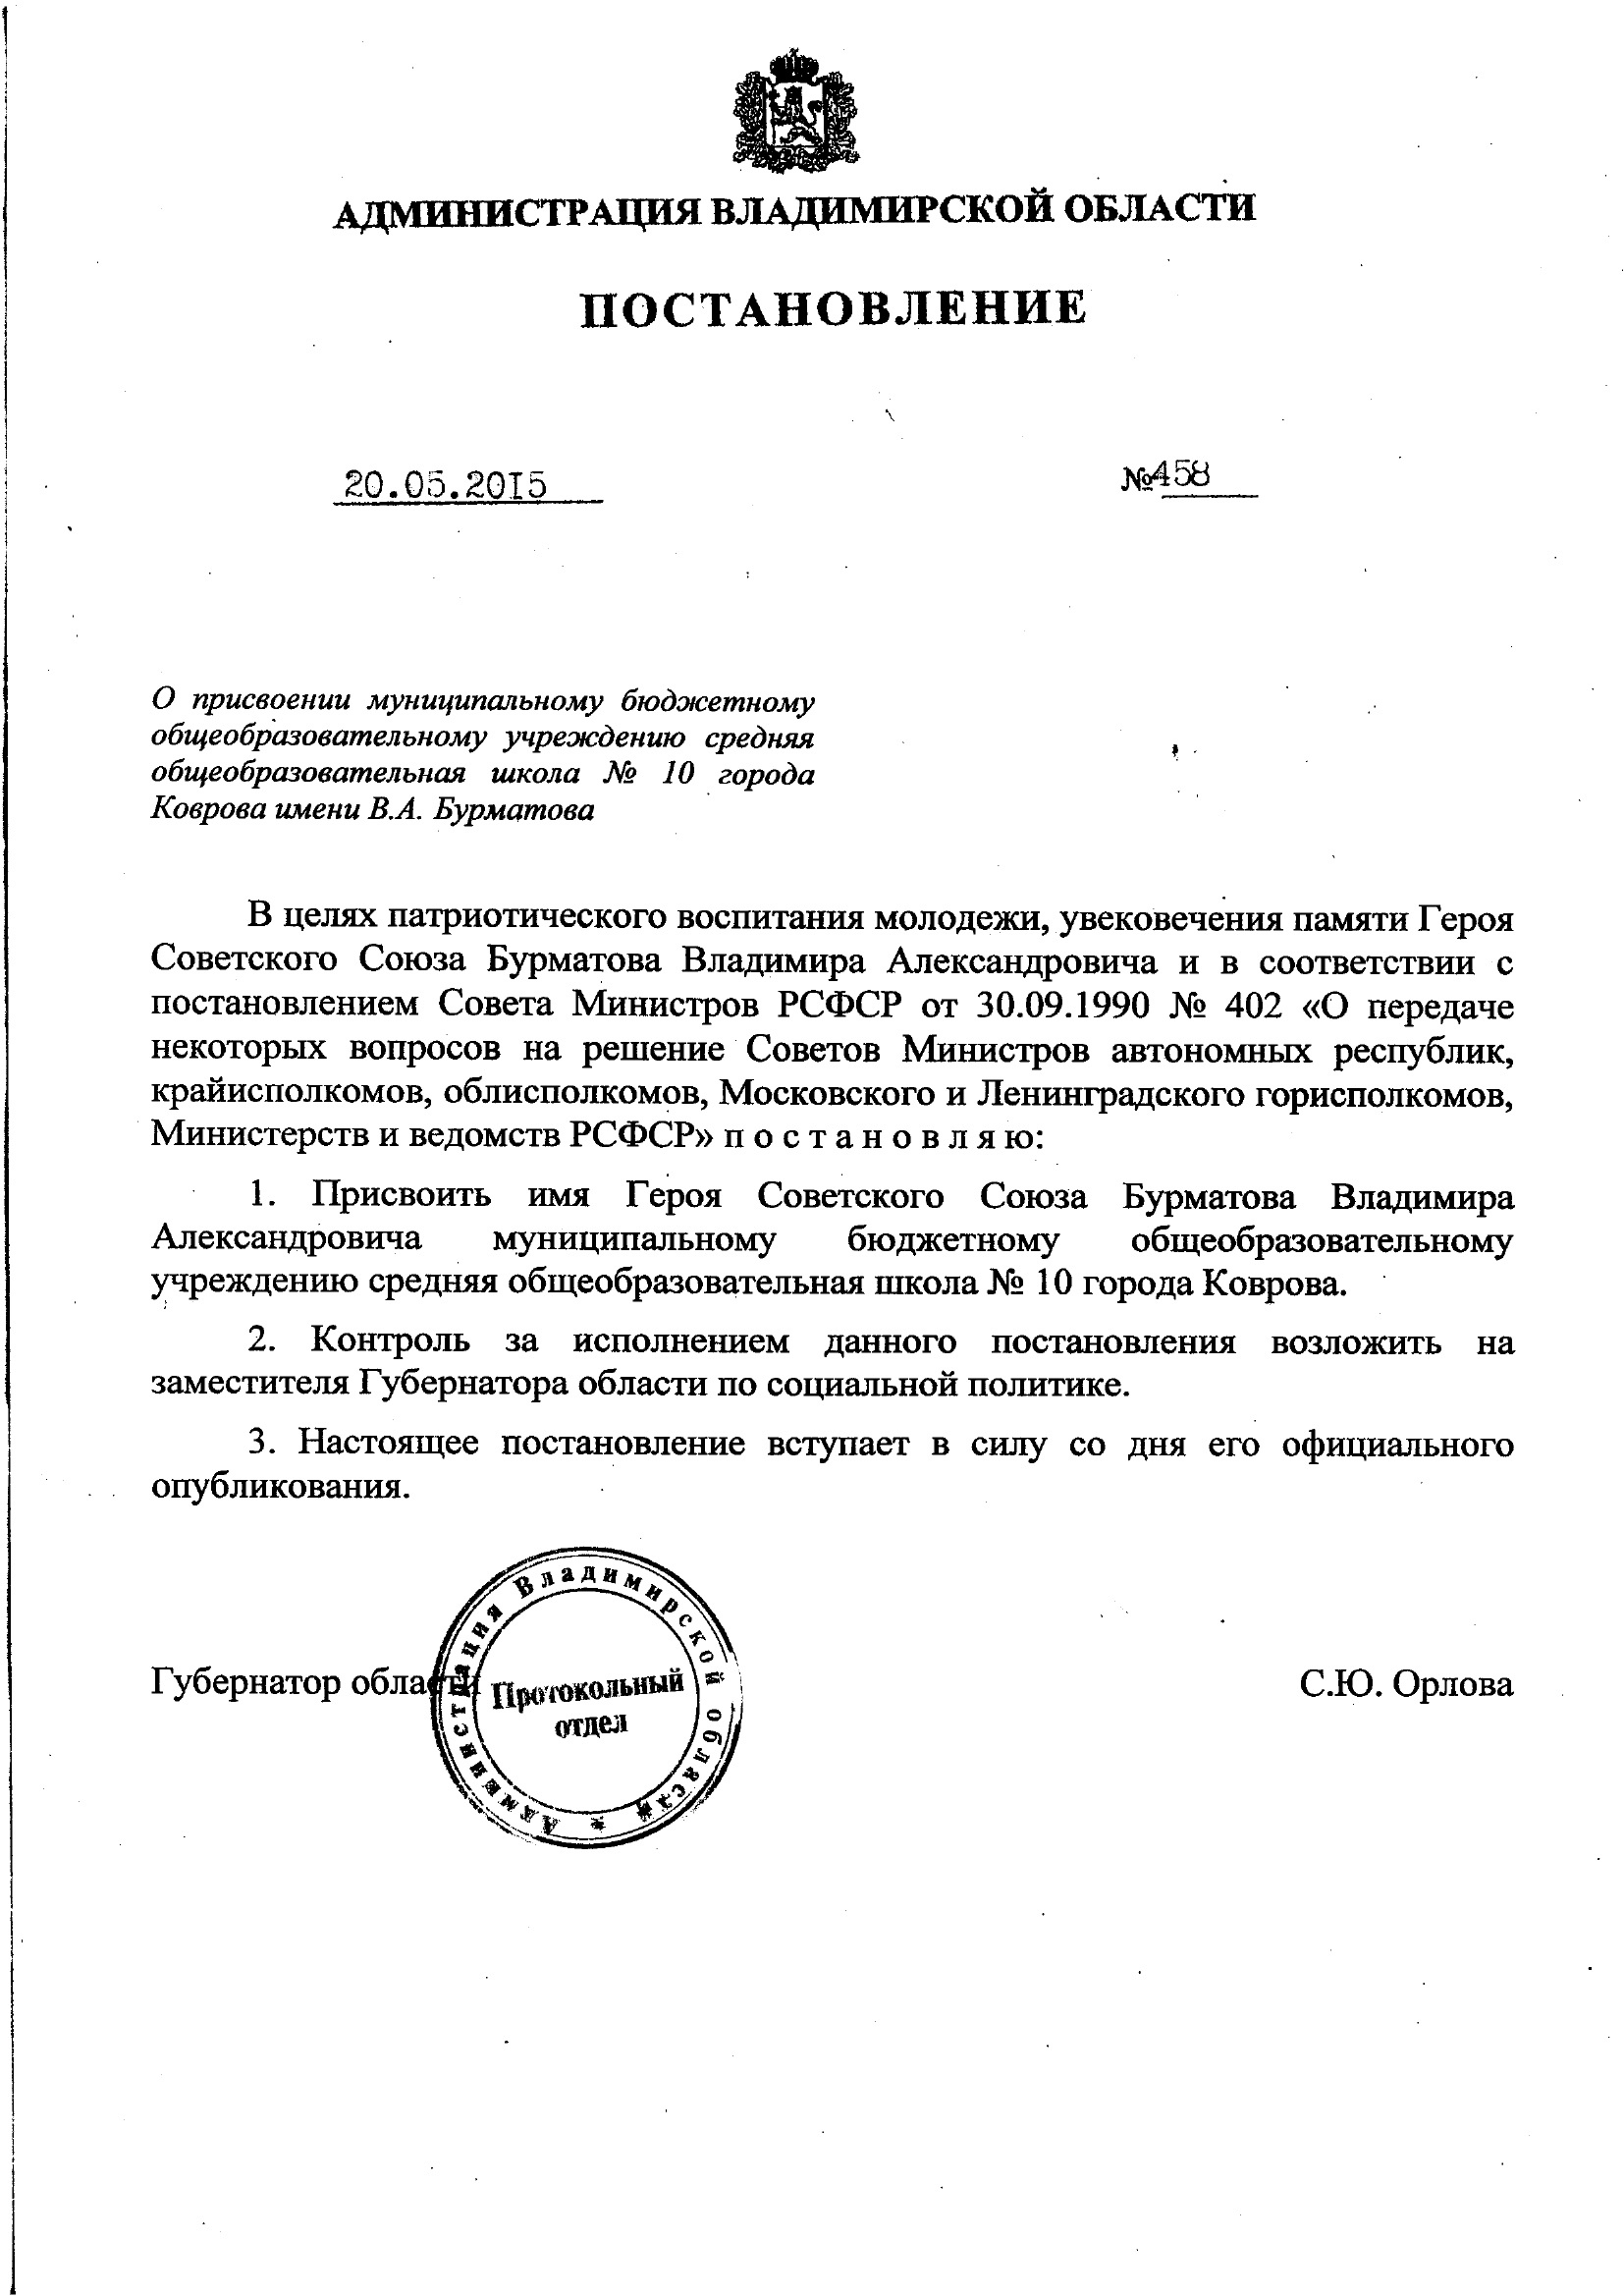 АДМИНИСТРАЦИЯ ВЛАДИМИРСКОЙ ОБЛАСТИ
ПОСТАНОВЛЕНИЕ
20.05.2015
№458
О присвоении муниципальному бюджетному
общеобразовательному учреждению средняя
общеобразовательная школа № 10 города
Коврова имени В.А. Бурматова
В целях патриотического воспитания молодежи, увековечения памяти Героя
Советского Союза Бурматова Владимира Александровича и в соответствии с
постановлением Совета Министров РСФСР от 30.09.1990 № 402 «О передаче
некоторых вопросов на решение Советов Министров автономных республик,
крайисполкомов, облисполкомов, Московского и Ленинградского горисполкомов,
Министерств и ведомств РСФСР» п о с т а н о в л я ю:
1. Присвоить имя Героя Советского Союза Бурматова Владимира
Александровича муниципальному бюджетному общеобразовательному
учреждению средняя общеобразовательная школа № 10 города Коврова.
2. Контроль за исполнением данного постановления возложить на
заместителя Губернатора области по социальной политике.
3. Настоящее постановление вступает в силу со дня его официального
опубликования.
Губернатор области
С.Ю. Орлова
Администрация Владимирской области *
Протокольный
отдел